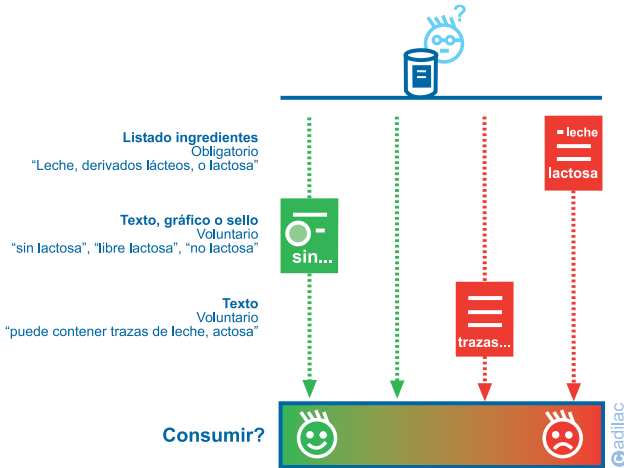 ?
Listado ingredientes
Obligatorio
“Leche, derivados lácteos, o lactosa”
- leche
lactosa
Texto, gráfico o sello
Voluntario
“sin lactosa”, “libre lactosa”, “no lactosa”
sin...
Texto
Voluntario
“puede contener trazas de leche, actosa”
trazas...
Consumir?
adilac